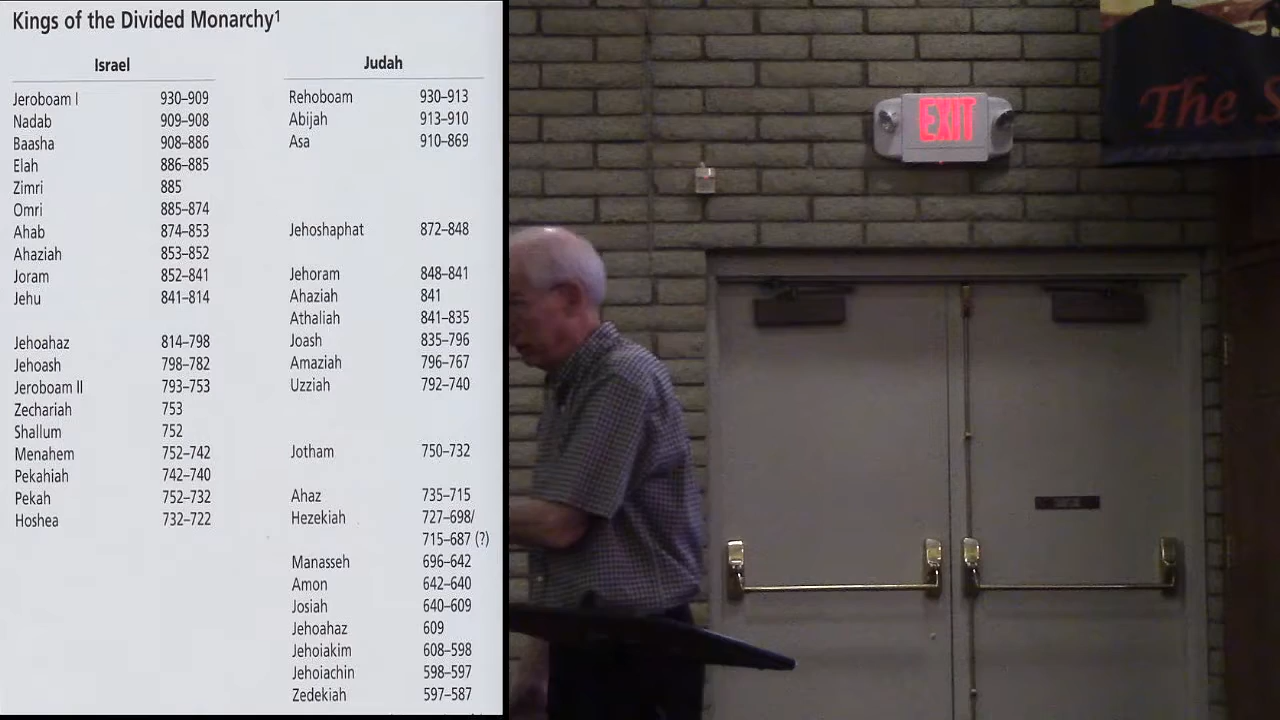 Kings of the Divided Monarchy¹
Israel
Jeroboam I 930–909
Nadab 909–908
Baasha 908–886
Elah 886–885
Zimri 885
Omri 885–874
Ahab 874–853
Ahaziah 853–852
Joram 852–841
Jehu 841–814
Jehoahaz 814–798
Jehoash 798–782
Jeroboam II 793–753
Zechariah 753
Shallum 752
Menahem 752–742
Pekahiah 742–740
Pekah 752–732
Hoshea 732–722
Judah
Rehoboam 930–913
Abijah 913–910
Asa 910–869
Jehoshaphat 872–848
Jehoram 848–841
Ahaziah 841
Athaliah 841–835
Joash 835–796
Amaziah 796–767
Uzziah 792–740
Jotham 750–732
Ahaz 735–715
Hezekiah 727–698/
715–687 (?)
Manasseh 696–642
Amon 642–640
Josiah 640–609
Jehoahaz 609
Jehoiakim 608–598
Jehoiachin 598–597
Zedekiah 597–587
EXIT
The S